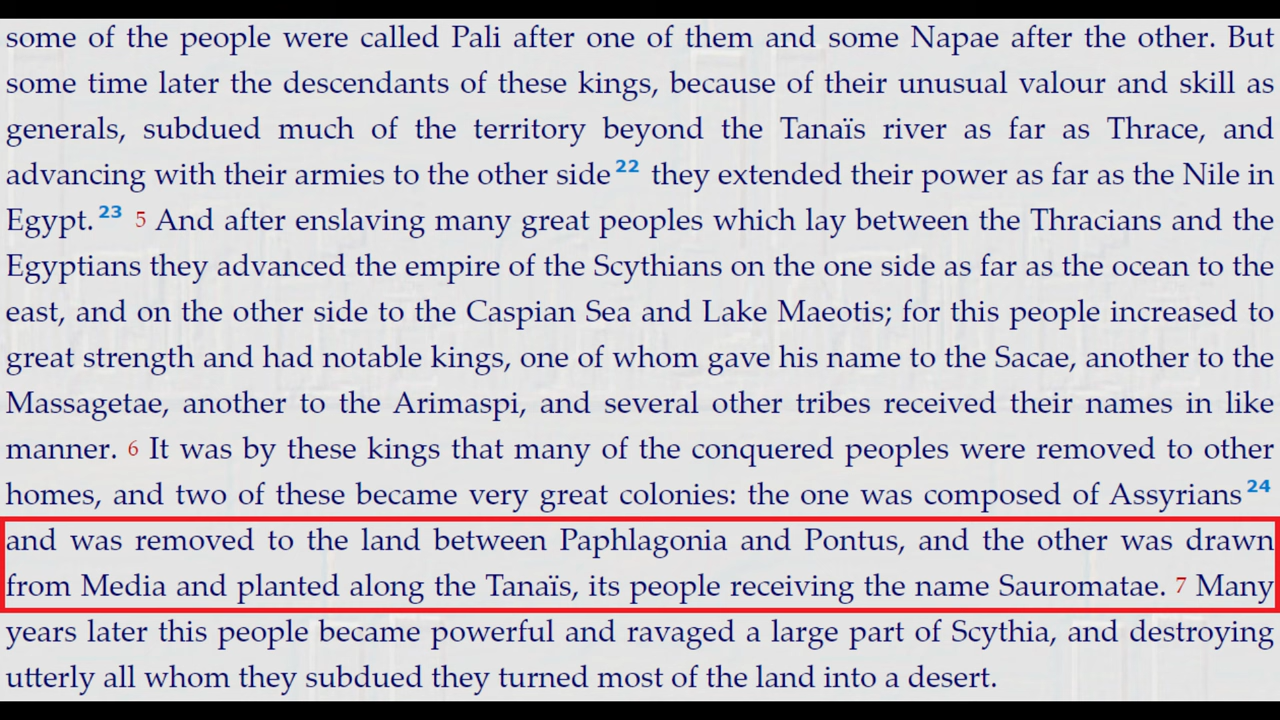 some of the people were called Pali after one of them and some Napae after the other. But
some time later the descendants of these kings, because of their unusual valour and skill as
generals, subdued much of the territory beyond the Tanaïs river as far as Thrace, and
advancing with their armies to the other side 22 they extended their power as far as the Nile in
Egypt. 23 5 And after enslaving many great peoples which lay between the Thracians and the
Egyptians they advanced the empire of the Scythians on the one side as far as the ocean to the
east, and on the other side to the Caspian Sea and Lake Maeotis; for this people increased to
great strength and had notable kings, one of whom gave his name to the Sacae, another to the
Massagetae, another to the Arimaspi, and several other tribes received their names in like
manner. 6 It was by these kings that many of the conquered peoples were removed to other
homes, and two of these became very great colonies: the one was composed of Assyrians 24
and was removed to the land between Paphlagonia and Pontus, and the other was drawn
from Media and planted along the Tanaïs, its people receiving the name Sauromatae. 7 Many
years later this people became powerful and ravaged a large part of Scythia, and destroying
utterly all whom they subdued they turned most of the land into a desert.